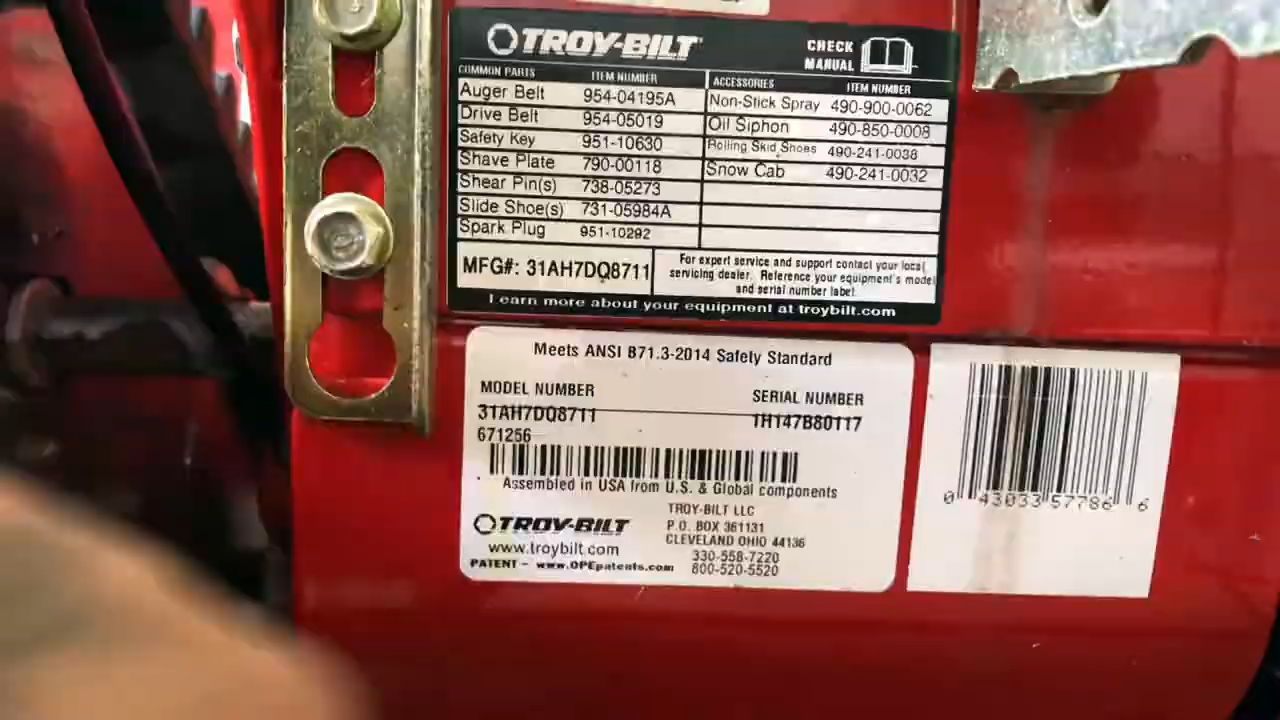 TROY-BILT
CHECK
MANUAL
COMMON PARTS ITEM NUMBER
Auger Belt 954-04195A
Drive Belt 954-05019
Safety Key 951-10630
Shave Plate 790-00118
Shear Pin(s) 738-05273
Slide Shoe(s) 731-05984A
Spark Plug 951-10292
ACCESSORIES ITEM NUMBER
Non-Stick Spray 490-900-0062
Oil Siphon 490-850-0008
Rolling Skid Shoes 490-241-0038
Snow Cab 490-241-0032
MFG#: 31AH7DQ8711
For expert service and support contact your local
servicing dealer. Reference your equipment's model
and serial number label.
Learn more about your equipment at troybilt.com
Meets ANSI B71.3-2014 Safety Standard
MODEL NUMBER SERIAL NUMBER
31AH7DQ8711 1H147B80117
671256
Assembled in USA from U.S. & Global components
TROY-BILT
www.troybilt.com
PATENT - www.OPEpatents.com
TROY-BILT LLC
P.O. BOX 361131
CLEVELAND OHIO 44136
330-558-7220
800-520-5520
0 43033 57786 6